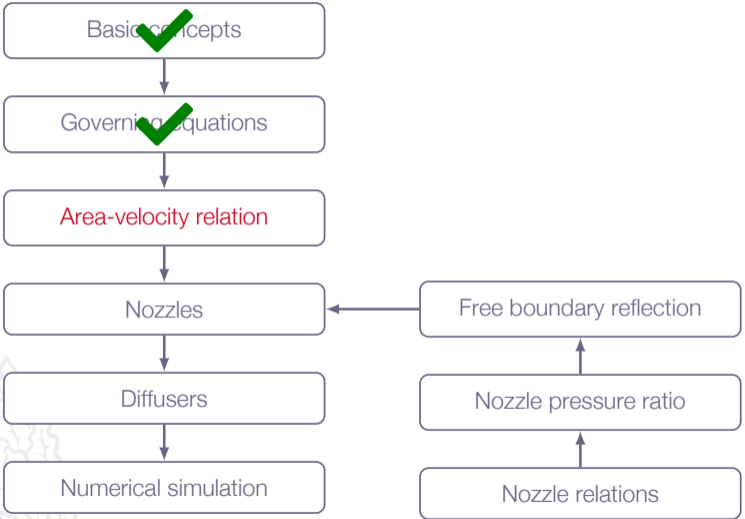 Basic concepts
Governing equations
Area-velocity relation
Nozzles
Free boundary reflection
Diffusers
Nozzle pressure ratio
Numerical simulation
Nozzle relations